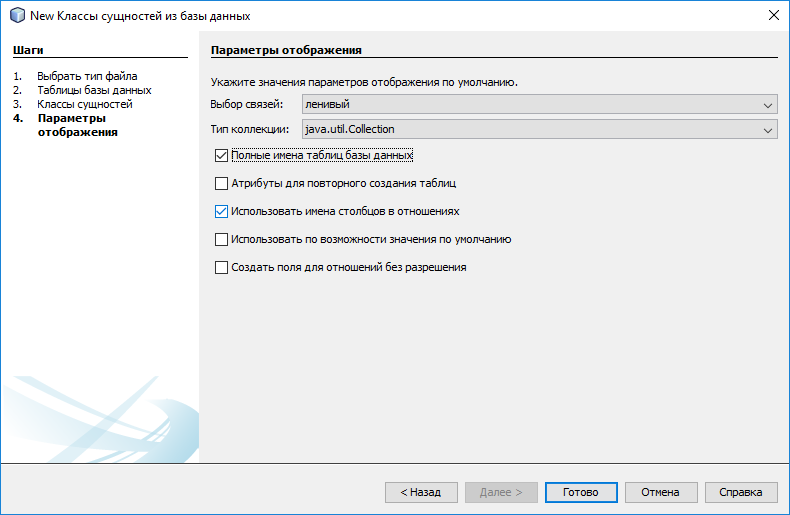 New Классы сущностей из базы данных
Шаги
1. Выбрать тип файла
2. Таблицы базы данных
3. Классы сущностей
4. Параметры
отображения
Параметры отображения
Укажите значения параметров отображения по умолчанию.
Выбор связей: ленивый
Тип коллекции: java.util.Collection
Полные имена таблиц базы данных
Атрибуты для повторного создания таблиц
Использовать имена столбцов в отношениях
Использовать по возможности значения по умолчанию
Создать поля для отношений без разрешения
< Назад Далее > Готово Отмена Справка